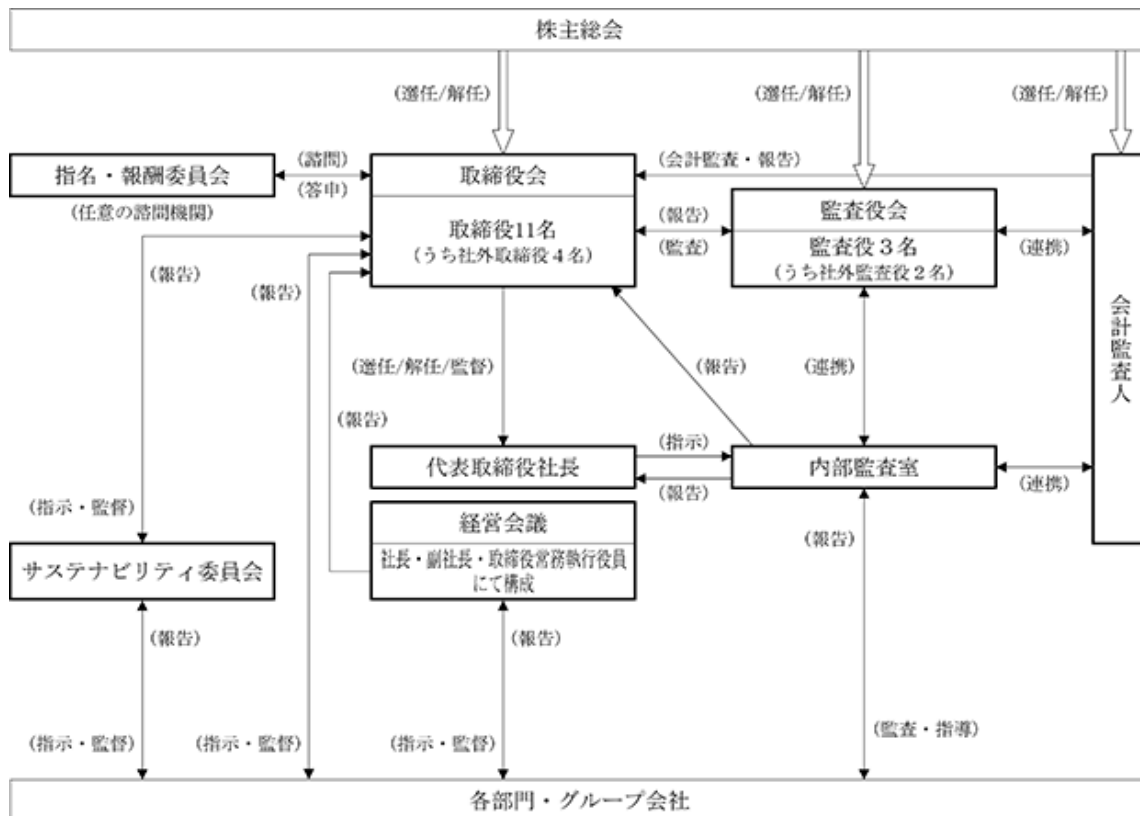 株主総会
(選任/解任)
(選任/解任)
(選任/解任)
指名・報酬委員会
(任意の諮問機関)
(諮問)
(答申)
取締役会
取締役11名
(うち社外取締役4名)
(会計監査・報告)
(報告)
(監査)
監査役会
監査役3名
(うち社外監査役2名)
(連携)
会計監査人
(報告)
(報告)
(選任/解任/監督)
(報告)
(報告)
(連携)
代表取締役社長
(指示)
(報告)
内部監査室
(連携)
(指示・監督)
サステナビリティ委員会
経営会議
社長・副社長・取締役常務執行役員
にて構成
(報告)
(報告)
(報告)
(指示・監督)
(指示・監督)
(指示・監督)
(監査・指導)
各部門・グループ会社